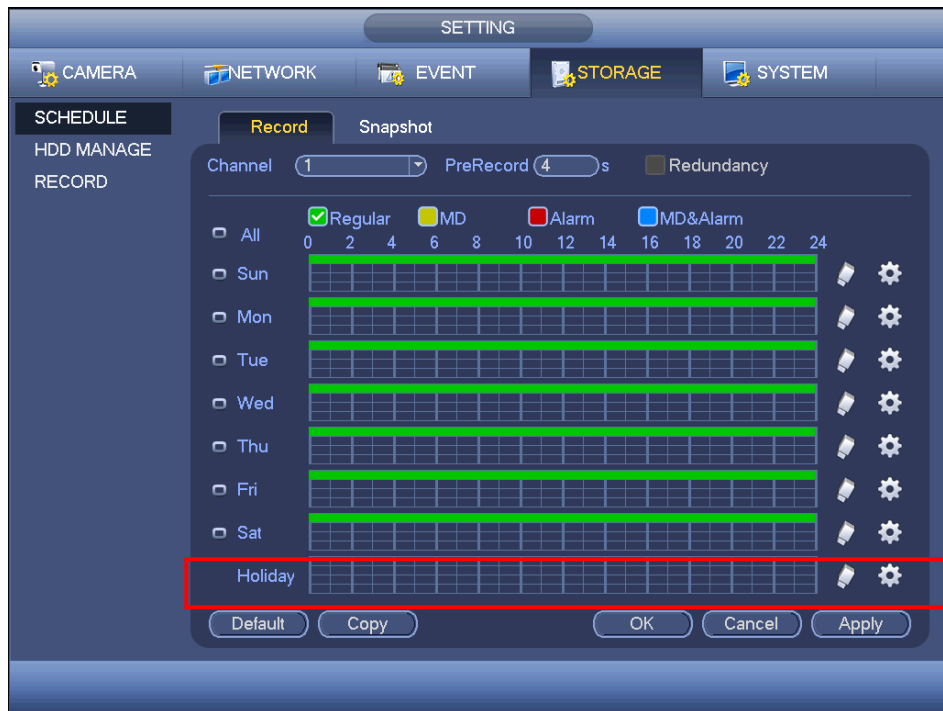 SETTING
CAMERA NETWORK EVENT STORAGE SYSTEM
SCHEDULE
HDD MANAGE
RECORD
Record Snapshot
Channel 1 PreRecord 4 s Redundancy
Regular MD Alarm MD&Alarm
All 0 2 4 6 8 10 12 14 16 18 20 22 24
Sun
Mon
Tue
Wed
Thu
Fri
Sat
Holiday
Default Copy OK Cancel Apply